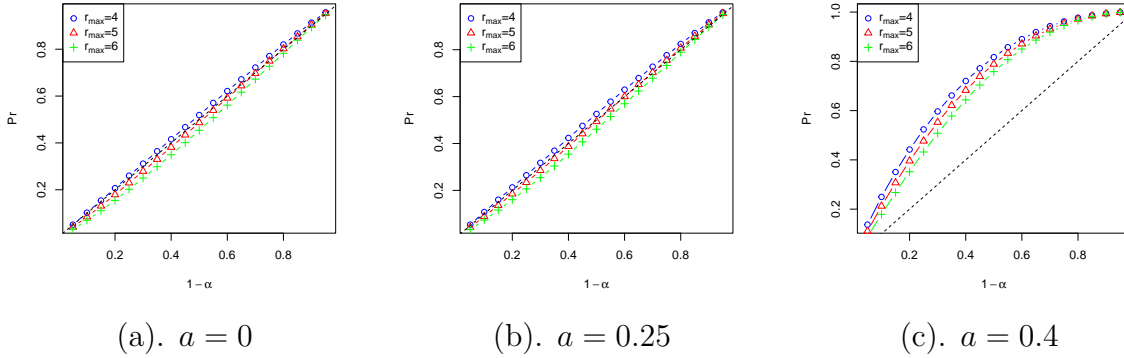 r_max=4
r_max=5
r_max=6
Pr
0.2 0.4 0.6 0.8
0.2 0.4 0.6 0.8
1−α
(a). a = 0
r_max=4
r_max=5
r_max=6
Pr
0.2 0.4 0.6 0.8
0.2 0.4 0.6 0.8
1−α
(b). a = 0.25
r_max=4
r_max=5
r_max=6
Pr
0.2 0.4 0.6 0.8 1.0
0.2 0.4 0.6 0.8
1−α
(c). a = 0.4